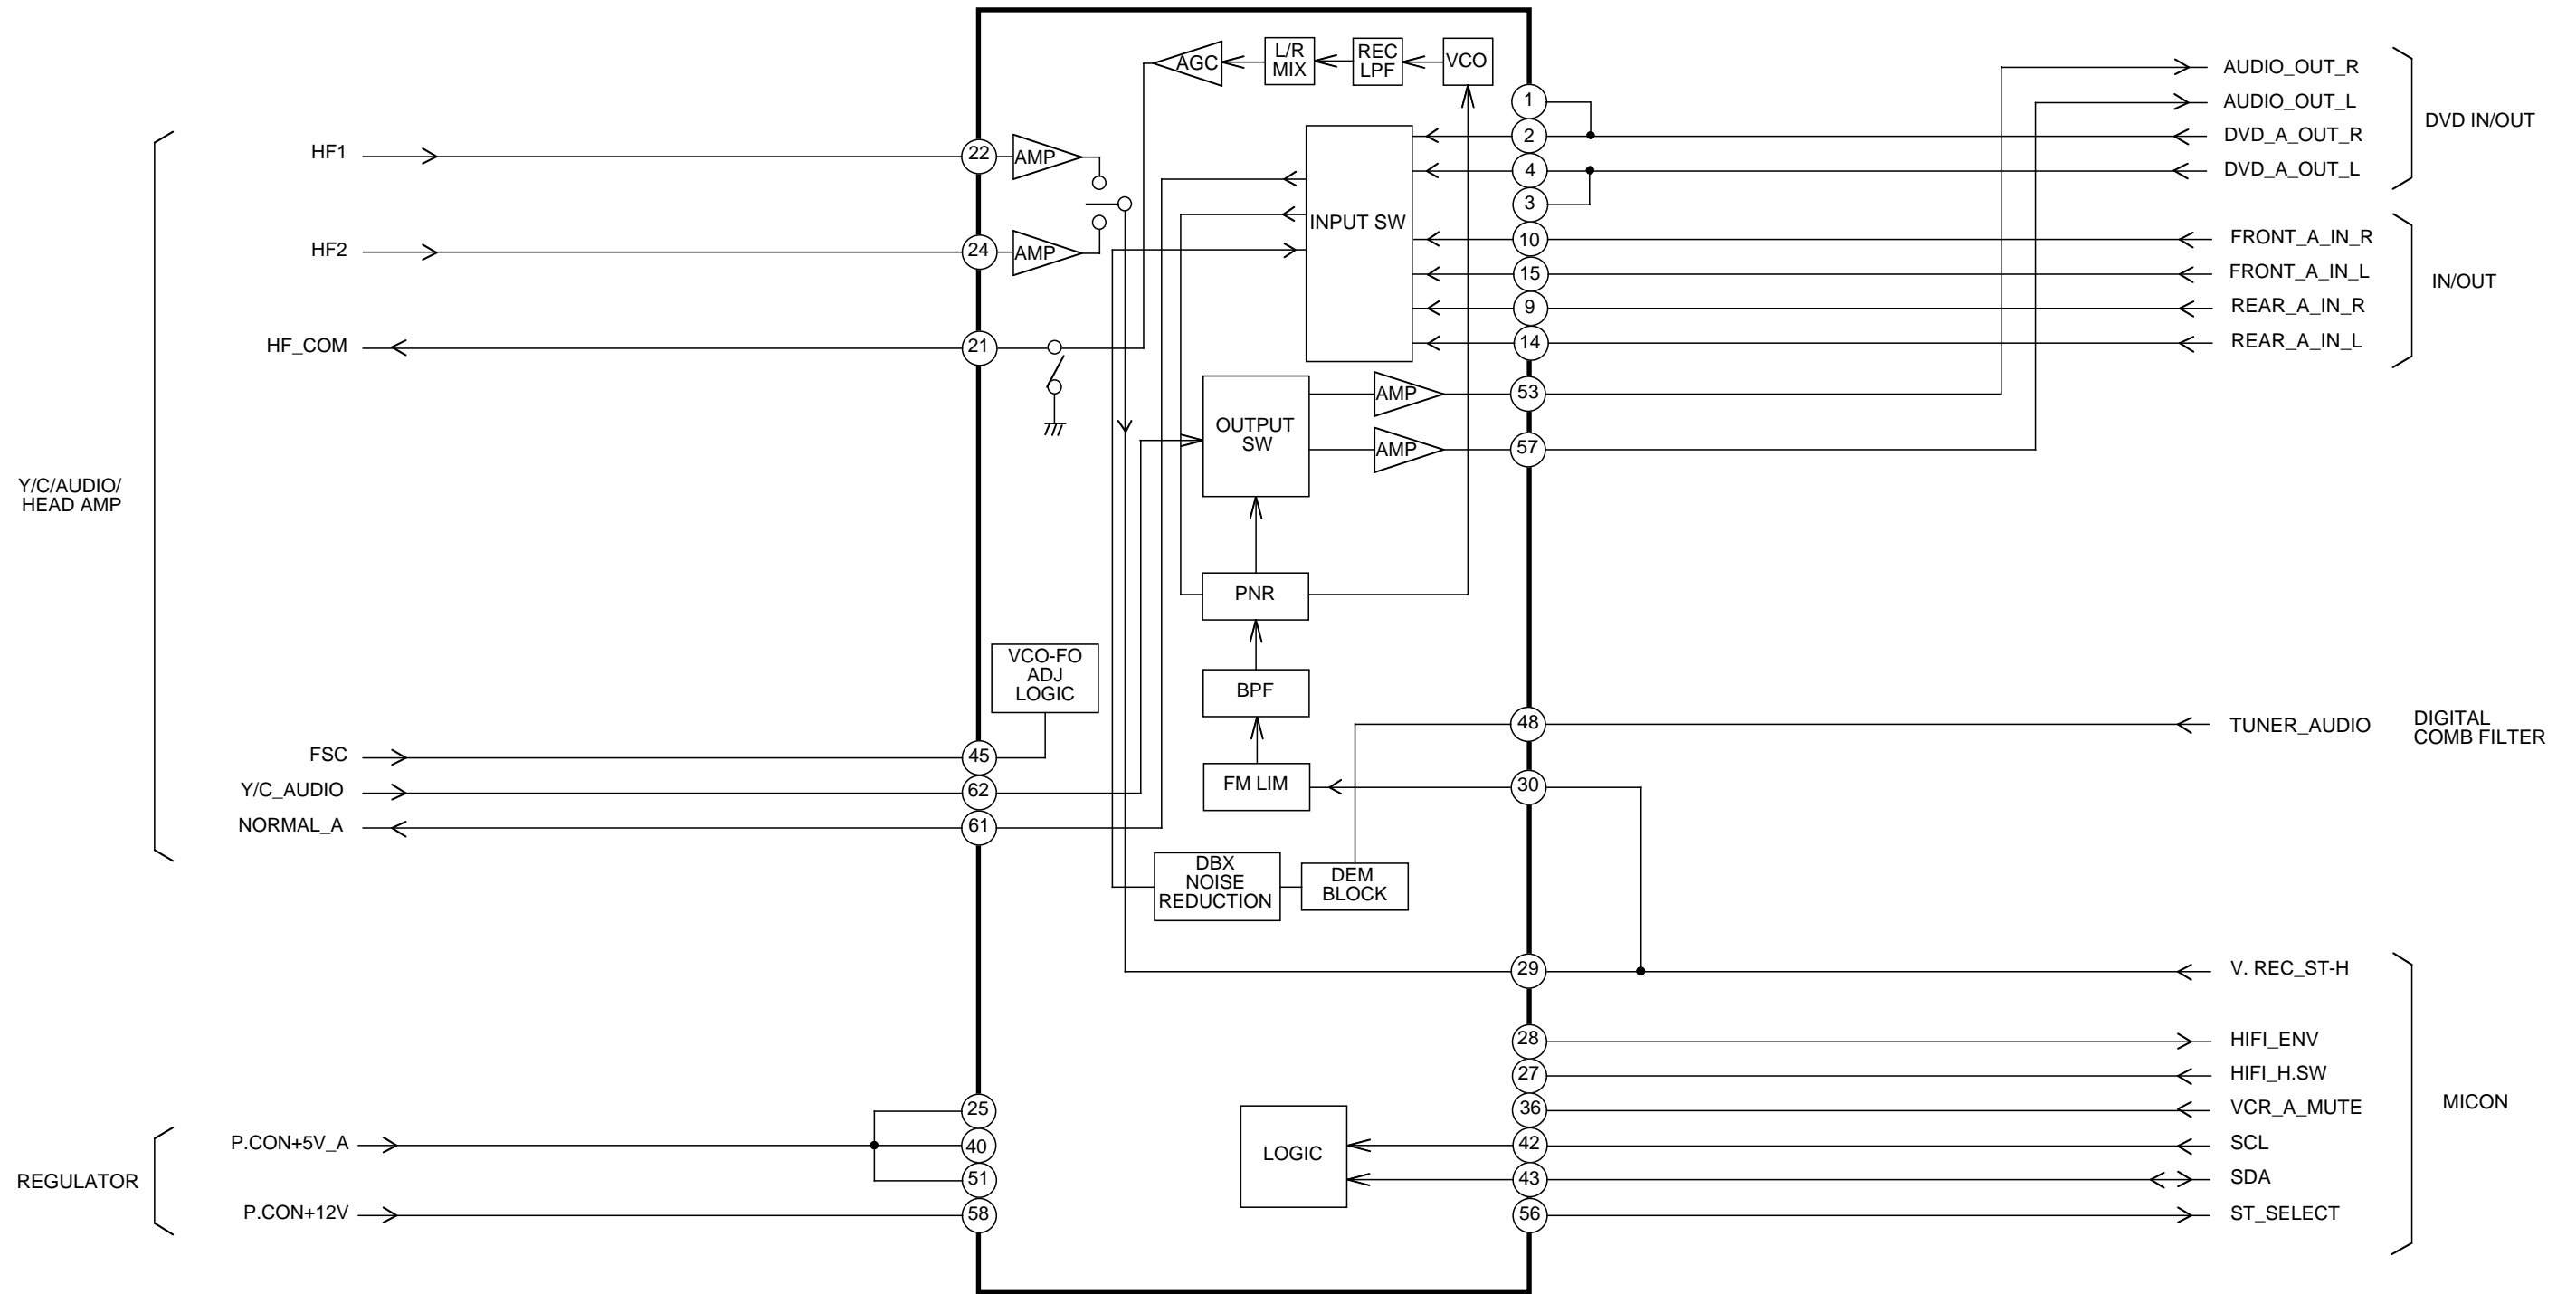 Y/C/AUDIO/
HEAD AMP
HF1
HF2
HF_COM
FSC
Y/C_AUDIO
NORMAL_A
REGULATOR
P.CON+5V_A
P.CON+12V
22
24
21
45
62
61
25
40
51
58
AMP
AMP
AGC
L/R
MIX
REC
LPF
VCO
INPUT SW
OUTPUT
SW
AMP
AMP
PNR
BPF
FM LIM
VCO-FO
ADJ
LOGIC
DBX
NOISE
REDUCTION
DEM
BLOCK
LOGIC
1
2
4
3
10
15
9
14
53
57
48
30
29
28
27
36
42
43
56
AUDIO_OUT_R
AUDIO_OUT_L
DVD_A_OUT_R
DVD_A_OUT_L
DVD IN/OUT
FRONT_A_IN_R
FRONT_A_IN_L
REAR_A_IN_R
REAR_A_IN_L
IN/OUT
TUNER_AUDIO
DIGITAL
COMB FILTER
V. REC_ST-H
HIFI_ENV
HIFI_H.SW
VCR_A_MUTE
SCL
SDA
ST_SELECT
MICON